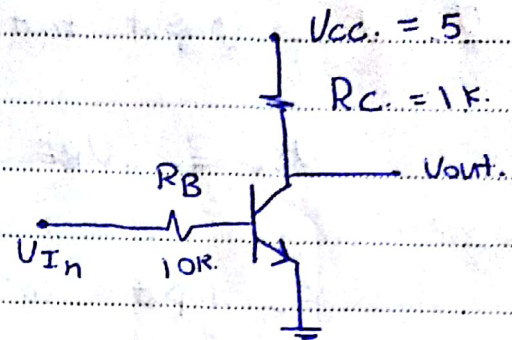 Vcc. = 5
Rc. = 1K.
Vout.
RB
VIn
10K.